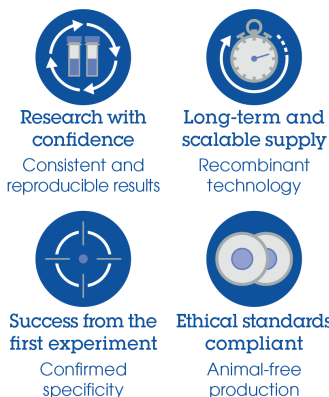 Research with
confidence
Consistent and
reproducible results
Long-term and
scalable supply
Recombinant
technology
Success from the
first experiment
Confirmed
specificity
Ethical standards
compliant
Animal-free
production